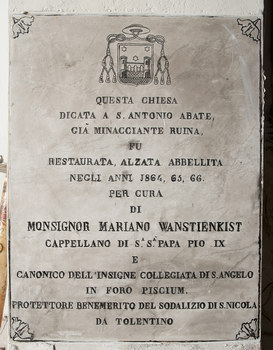 QUESTA CHIESA
DICATA A S. ANTONIO ABATE,
GIÀ MINACCIANTE RUINA,
FU
RESTAURATA, ALZATA ABBELLITA
NEGLI ANNI 1864, 65, 66.
PER CURA
DI
MONSIGNOR MARIANO WANSTIENKIST
CAPPELLANO DI S.ª S.ª PAPA PIO IX
E
CANONICO DELL'INSIGNE COLLEGIATA DI S. ANGELO
IN FORO PISCIUM.
PROTETTORE BENEMERITO DEL SODALIZIO DI S. NICOLA
DA TOLENTINO